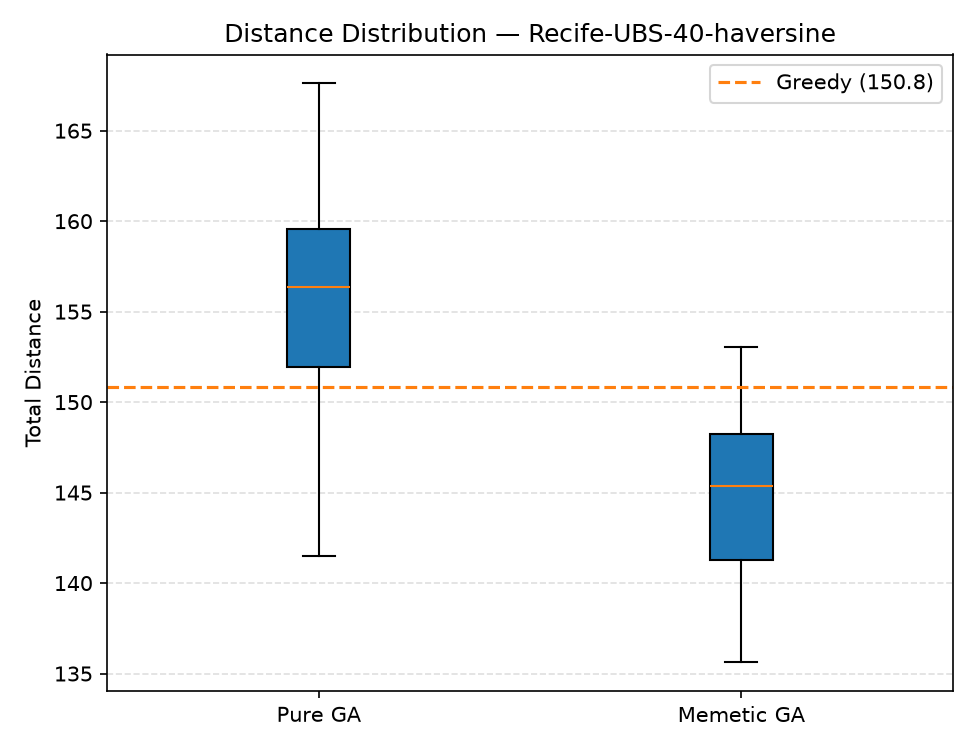 Distance Distribution — Recife-UBS-40-haversine
Greedy (150.8)
Total Distance
165
160
155
150
145
140
135
Pure GA
Memetic GA